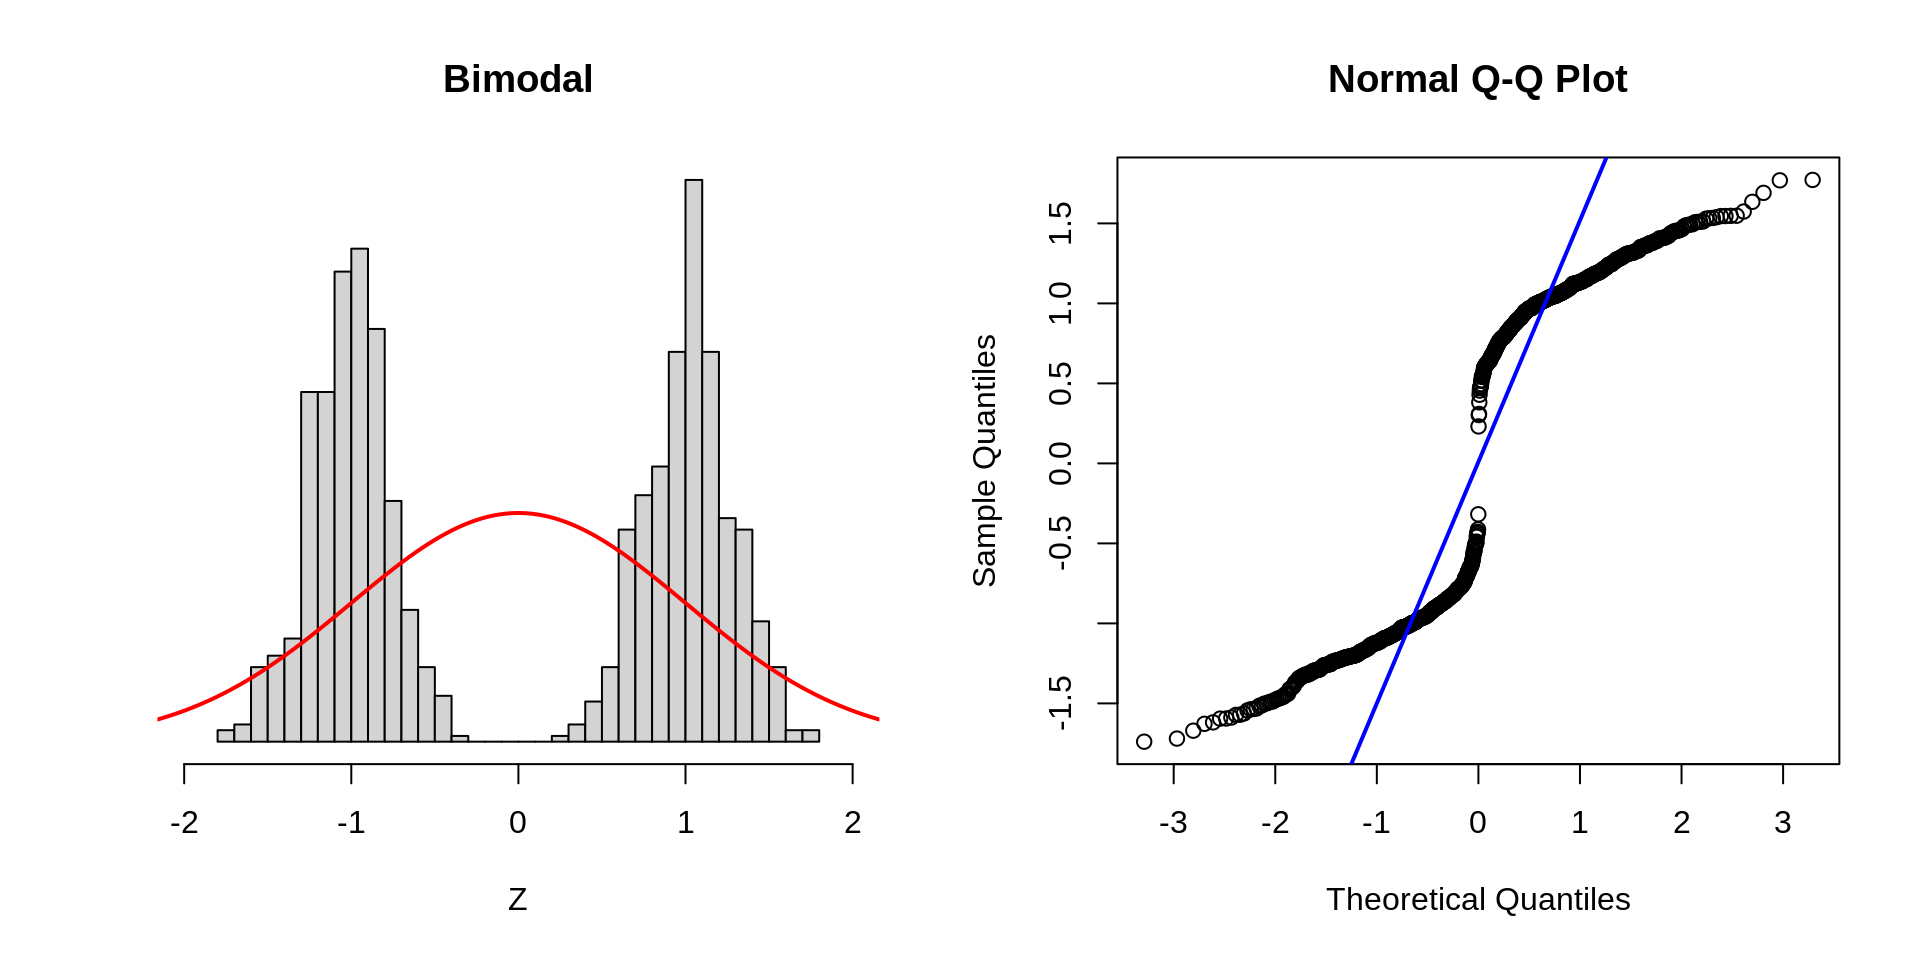 Bimodal
-2 -1 0 1 2
Z
Normal Q-Q Plot
Sample Quantiles
-1.5 -0.5 0.0 0.5 1.0 1.5
-3 -2 -1 0 1 2 3
Theoretical Quantiles